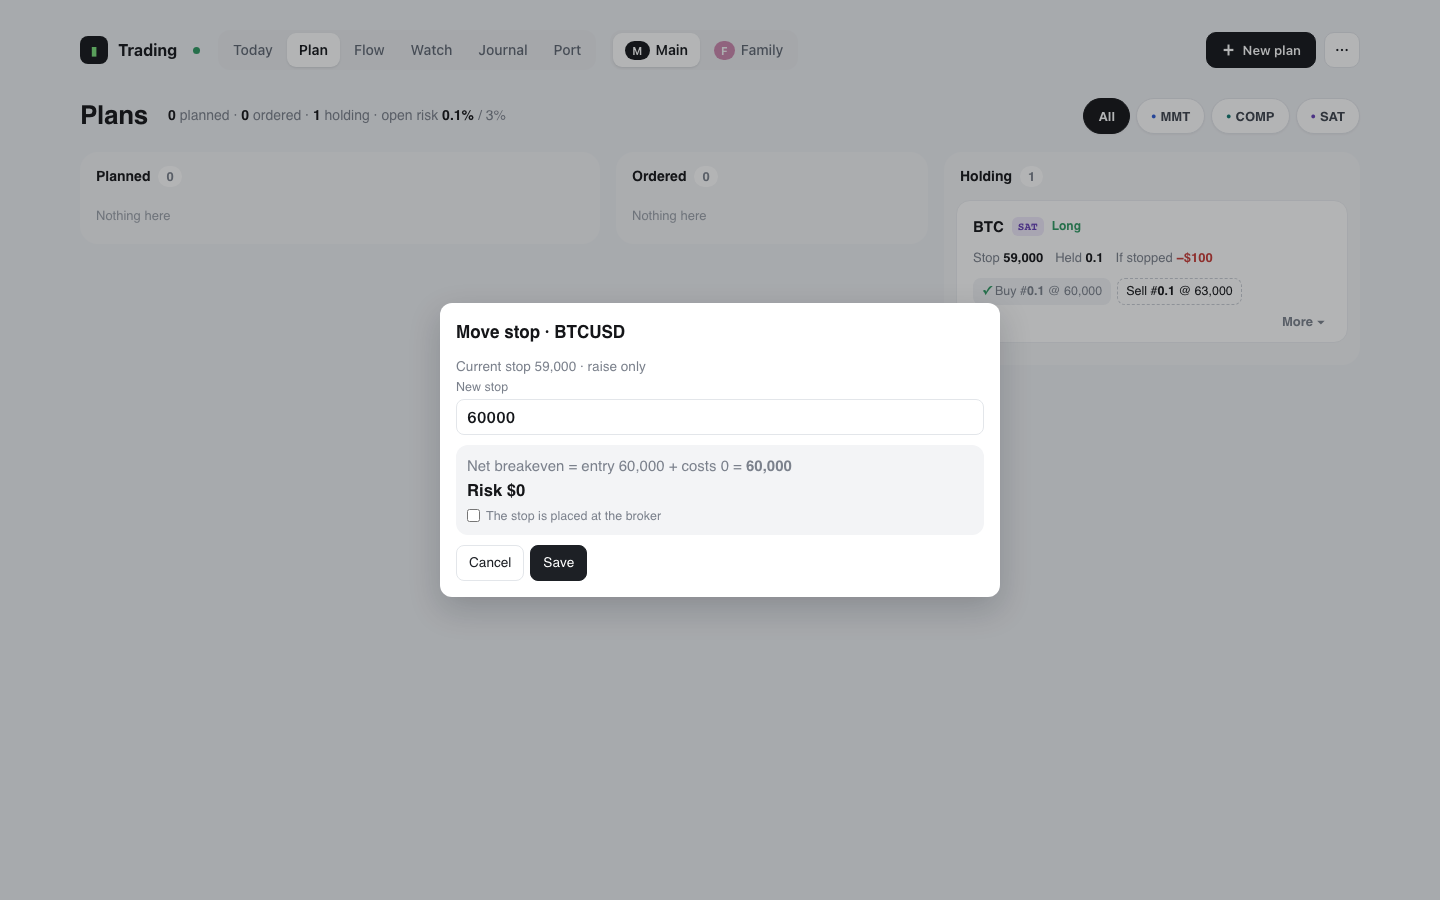 Trading
Today Plan Flow Watch Journal Port
M Main F Family
+ New plan ···
Plans 0 planned · 0 ordered · 1 holding · open risk 0.1% / 3%
All • MMT • COMP • SAT
Planned 0
Nothing here
Ordered 0
Nothing here
Holding 1
BTC SAT Long
Stop 59,000 Held 0.1 If stopped −$100
✓ Buy #0.1 @ 60,000 Sell #0.1 @ 63,000
More
Move stop · BTCUSD
Current stop 59,000 · raise only
New stop
60000
Net breakeven = entry 60,000 + costs 0 = 60,000
Risk $0
The stop is placed at the broker
Cancel Save